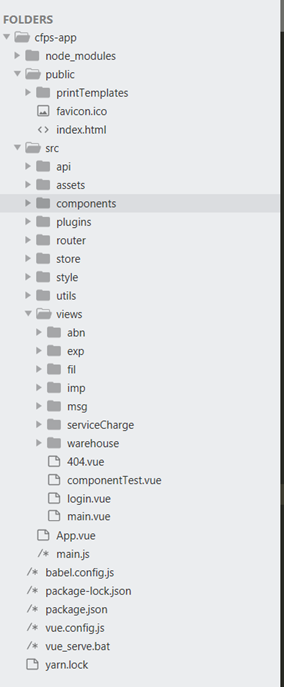 FOLDERS
cfps-app
node_modules
public
printTemplates
favicon.ico
<> index.html
src
api
assets
components
plugins
router
store
style
utils
views
abn
exp
fil
imp
msg
serviceCharge
warehouse
404.vue
componentTest.vue
login.vue
main.vue
App.vue
/* main.js
/* babel.config.js
/* package-lock.json
/* package.json
/* vue.config.js
/* vue_serve.bat
yarn.lock